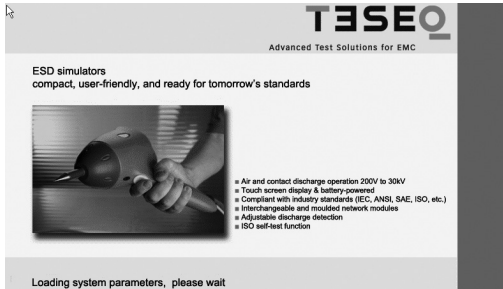 TESEQ
Advanced Test Solutions for EMC
ESD simulators
compact, user-friendly, and ready for tomorrow's standards
Air and contact discharge operation 200V to 30kV
Touch screen display & battery-powered
Compliant with industry standards (IEC, ANSI, SAE, ISO, etc.)
Interchangeable and moulded network modules
Adjustable discharge detection
ISO self-test function
Loading system parameters, please wait